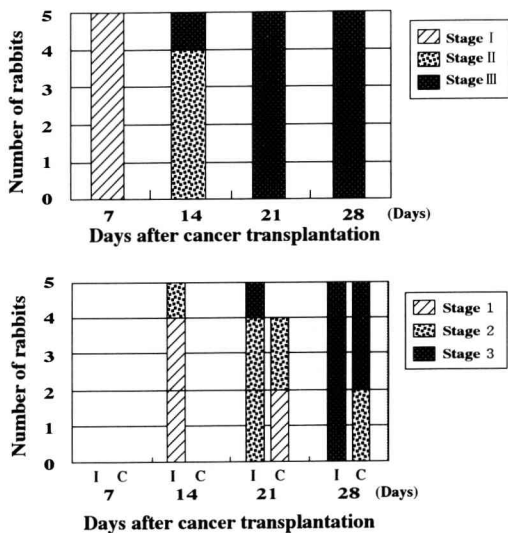 Number of rabbits
5
4
3
2
1
0
7 14 21 28 (Days)
Days after cancer transplantation
Stage Ⅰ
Stage Ⅱ
Stage Ⅲ
Number of rabbits
5
4
3
2
1
0
I C I C I C I C
7 14 21 28 (Days)
Days after cancer transplantation
Stage 1
Stage 2
Stage 3